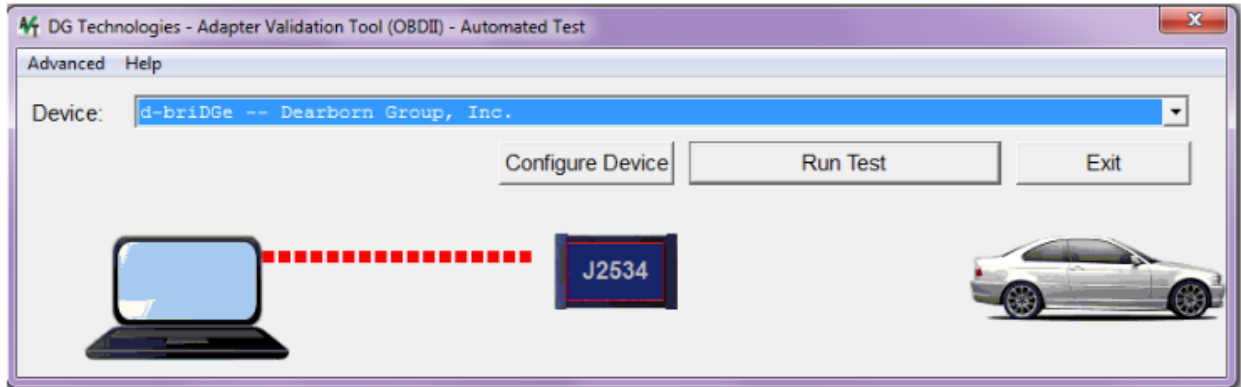 DG Technologies - Adapter Validation Tool (OBDII) - Automated Test
Advanced Help
Device: d-briDGe -- Dearborn Group, Inc.
Configure Device Run Test Exit
J2534